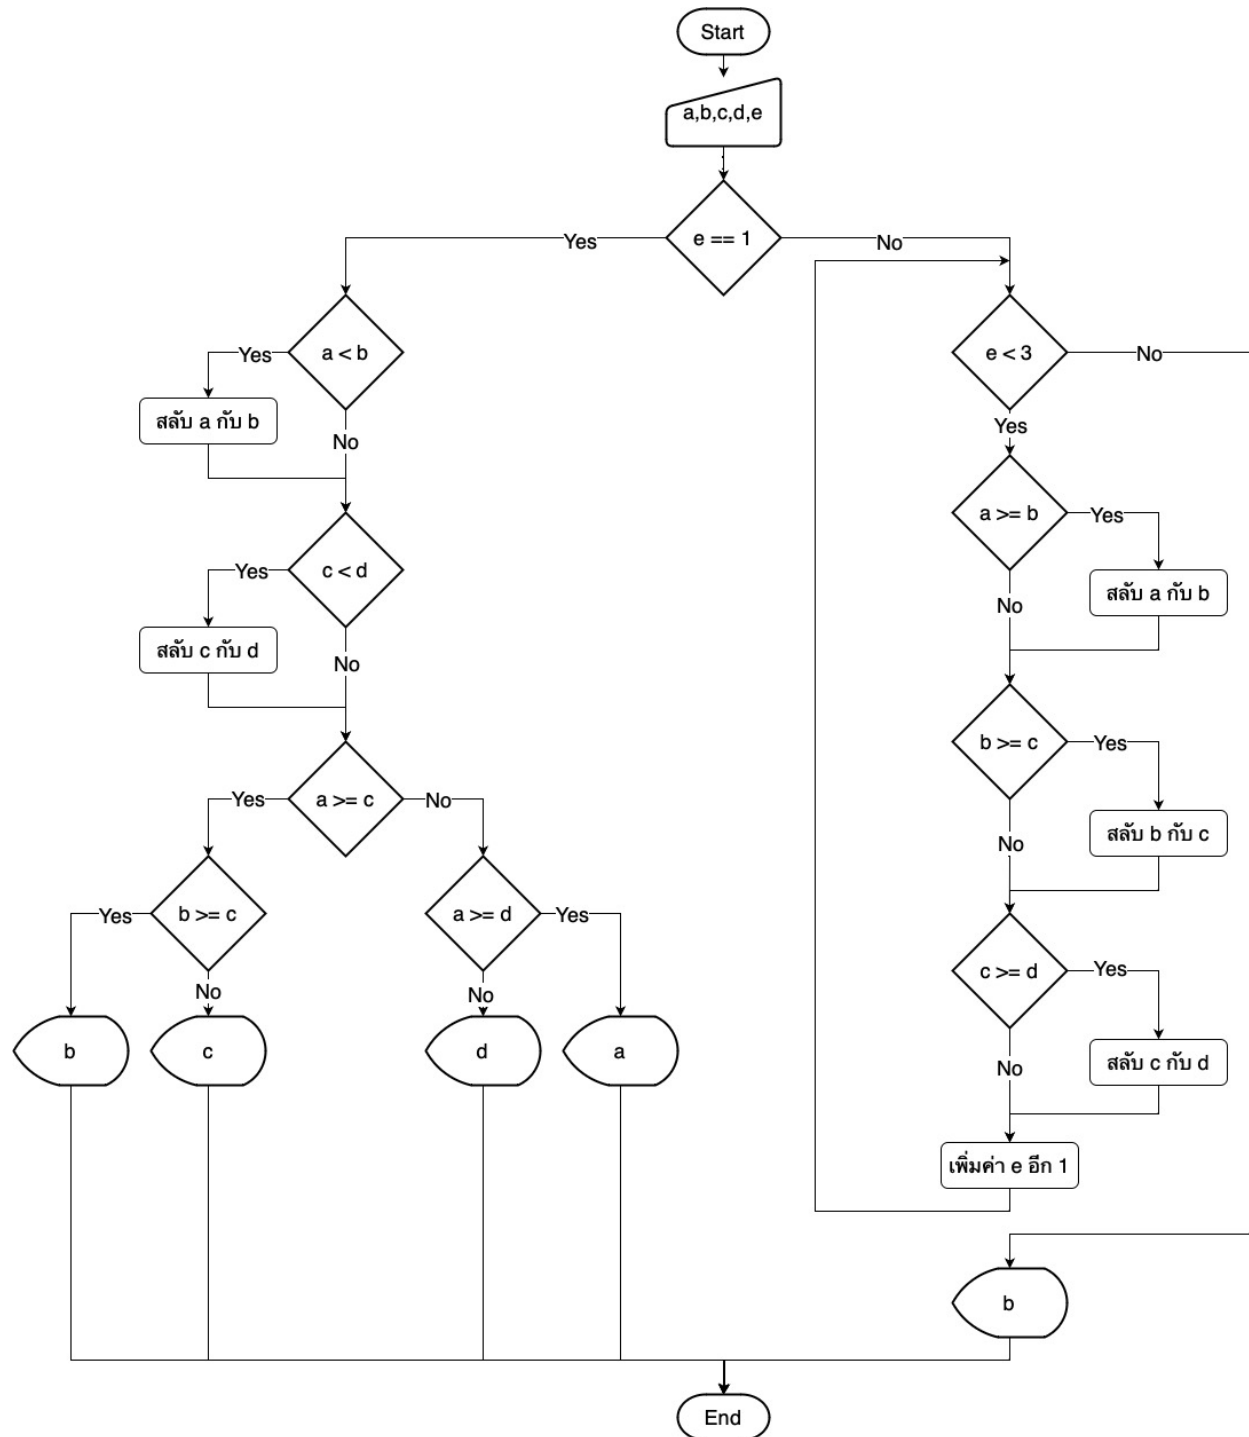 Start
a,b,c,d,e
e == 1
Yes
No
a < b
Yes
No
สลับ a กับ b
c < d
Yes
No
สลับ c กับ d
a >= c
Yes
No
b >= c
Yes
No
a >= d
Yes
No
b
c
d
a
e < 3
No
Yes
a >= b
Yes
No
สลับ a กับ b
b >= c
Yes
No
สลับ b กับ c
c >= d
Yes
No
สลับ c กับ d
เพิ่มค่า e อีก 1
b
End